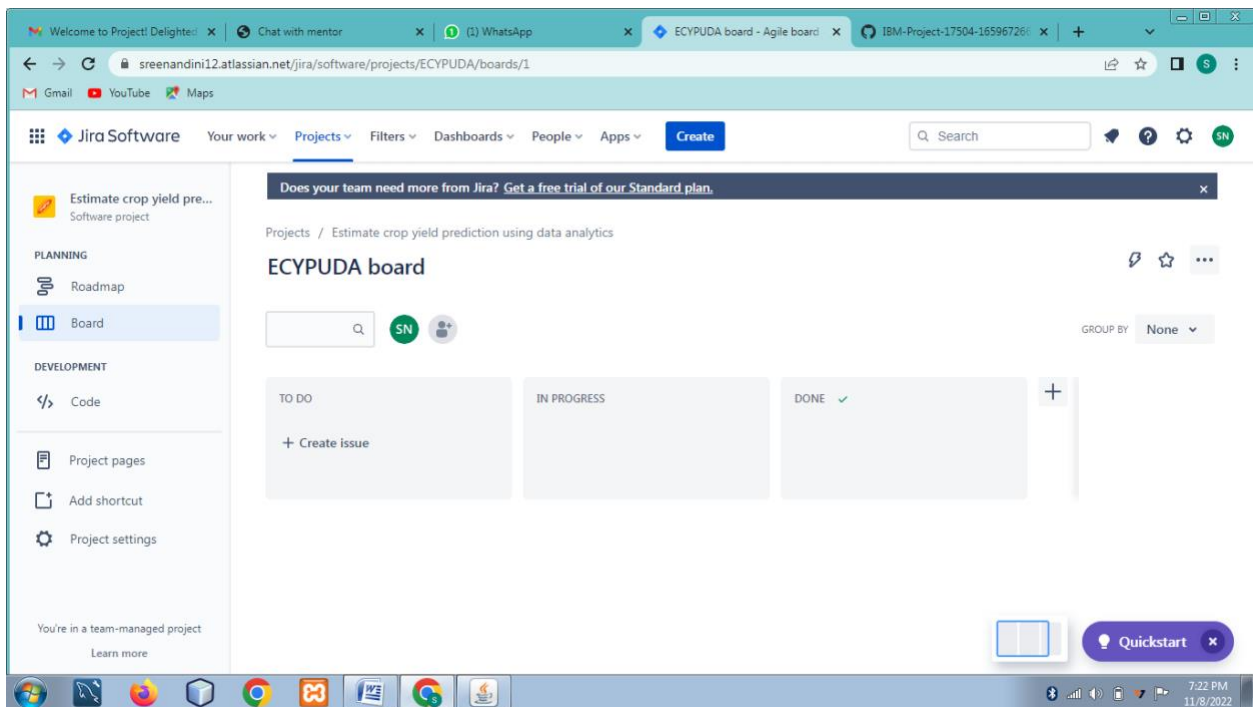 Welcome to Project! Delighted
Chat with mentor
(1) WhatsApp
ECYPUDA board - Agile board
IBM-Project-17504-16596726
sreenandini12.atlassian.net/jira/software/projects/ECYPUDA/boards/1
S
Gmail YouTube Maps
Jira Software Your work Projects Filters Dashboards People Apps Create Search SN
Does your team need more from Jira? Get a free trial of our Standard plan.
Estimate crop yield pre...
Software project
Projects / Estimate crop yield prediction using data analytics
PLANNING
ECYPUDA board
Roadmap
Board
SN
GROUP BY None
DEVELOPMENT
Code
TO DO IN PROGRESS DONE
+ Create issue
Project pages
Add shortcut
Project settings
You're in a team-managed project
Learn more
Quickstart
7:22 PM
11/8/2022